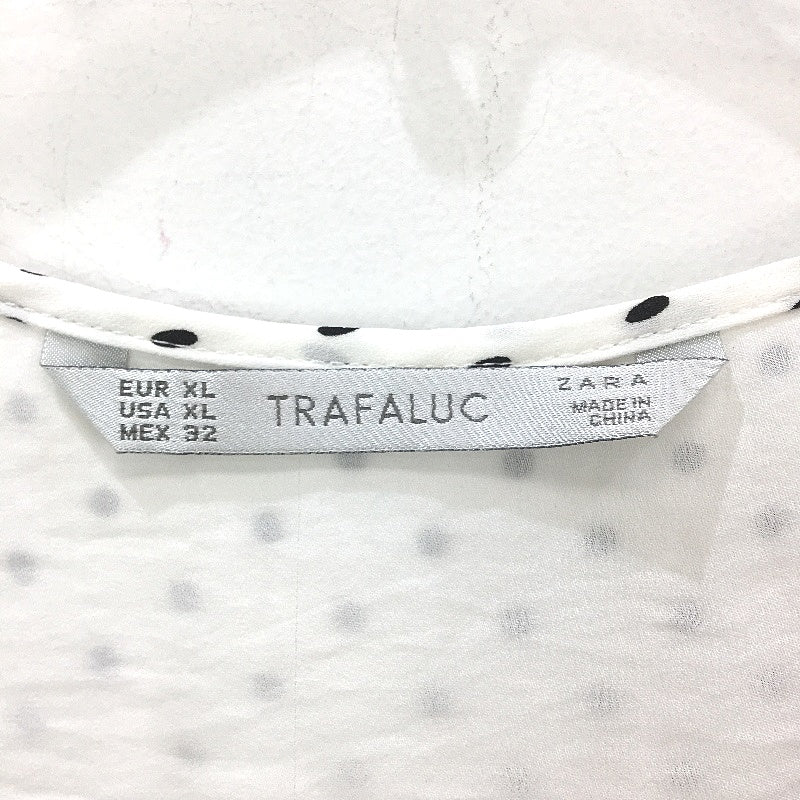 EUR XL
USA XL
MEX 32
TRAFALUC
ZARA
MADE IN
CHINA